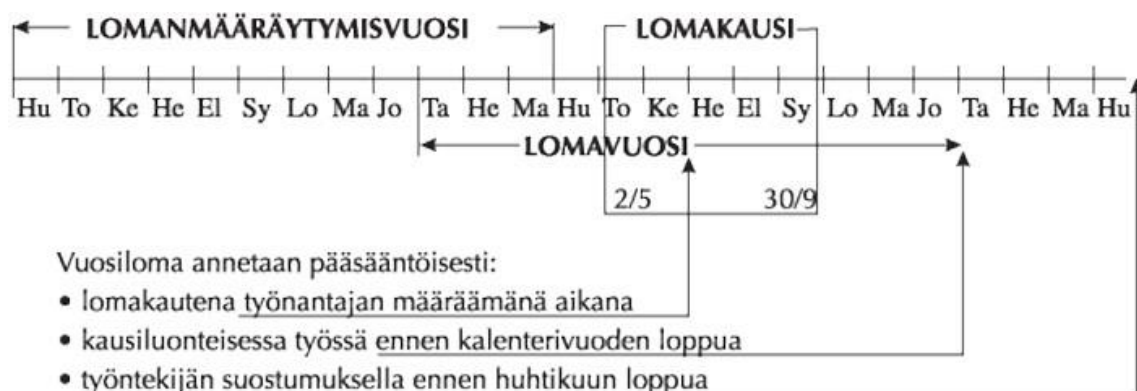 LOMANMÄÄRÄYTYMISVUOSI LOMAKAUSI
Hu To Ke He El Sy Lo Ma Jo Ta He Ma Hu To Ke He El Sy Lo Ma Jo Ta He Ma Hu
LOMAVUOSI
2/5 30/9
Vuosiloma annetaan pääsääntöisesti:
• lomakautena työnantajan määräämänä aikana
• kausiluonteisessa työssä ennen kalenterivuoden loppua
• työntekijän suostumuksella ennen huhtikuun loppua